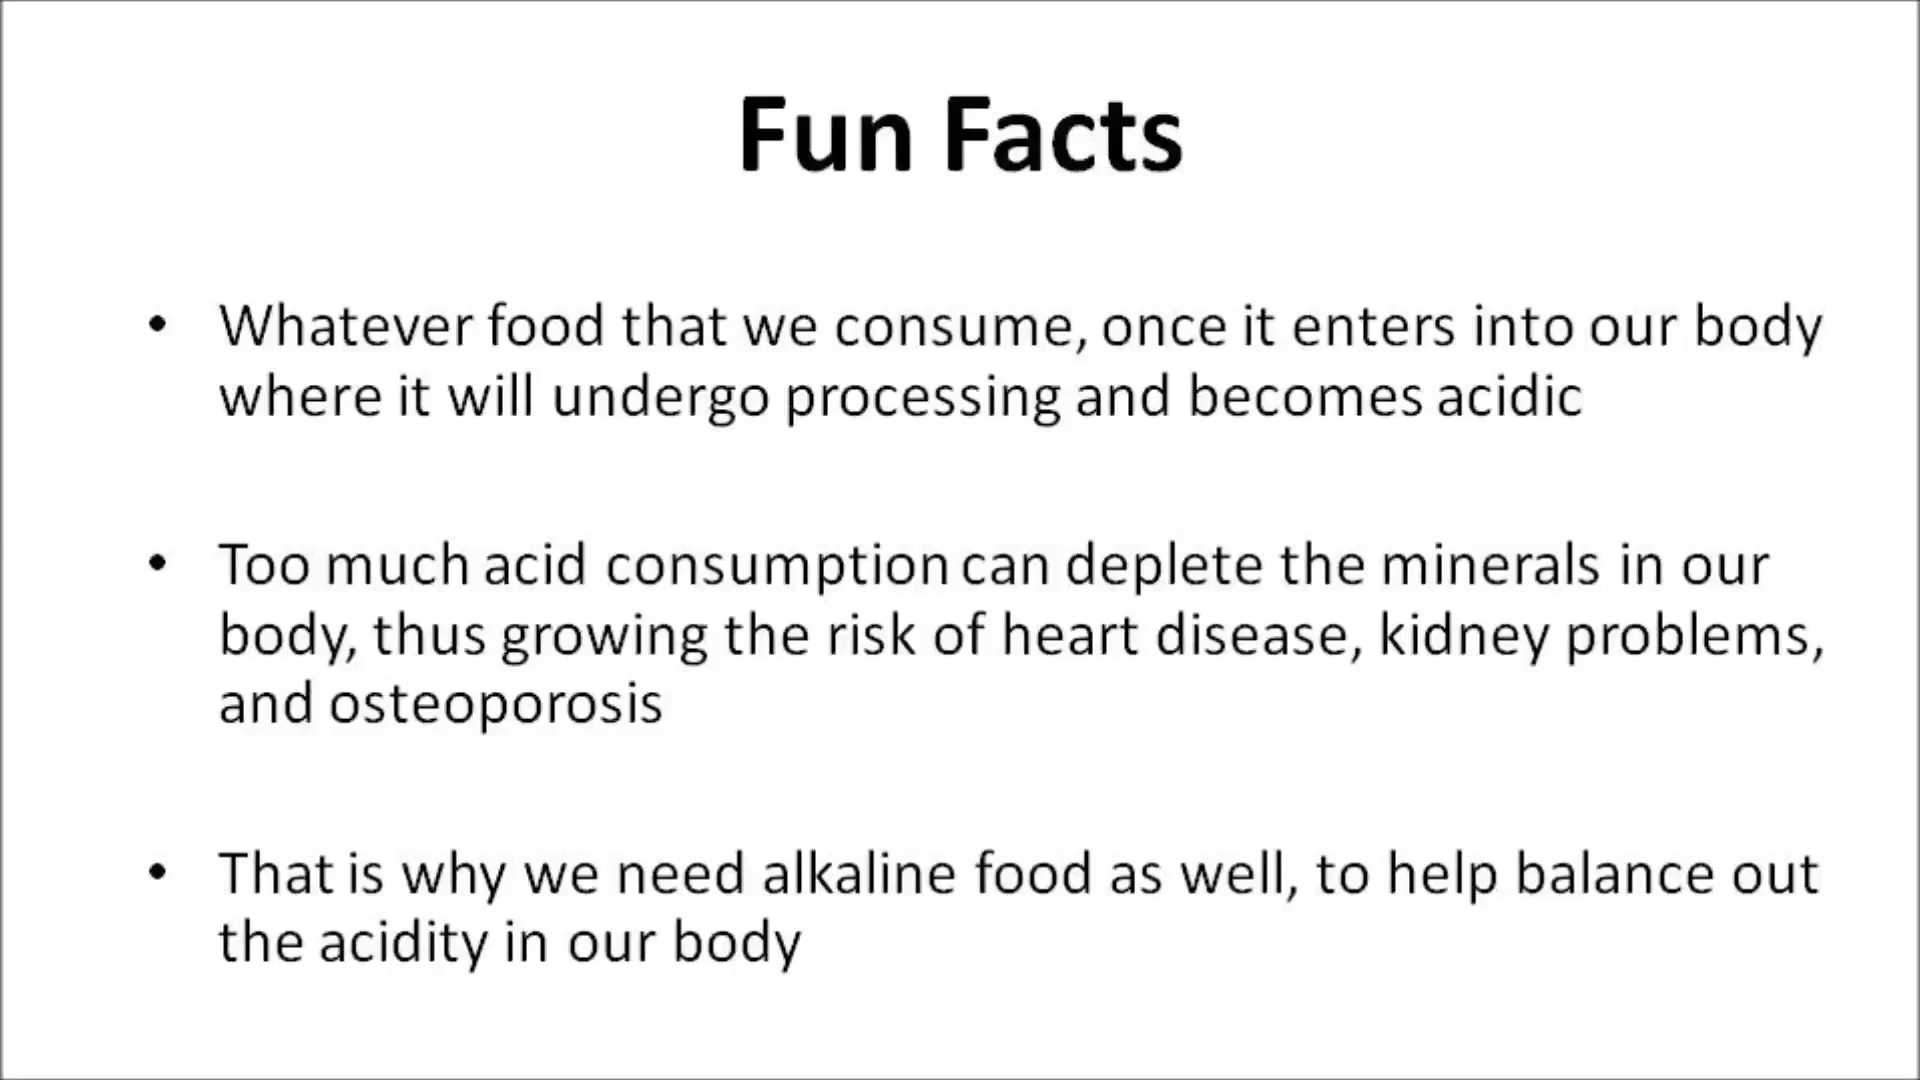 Fun Facts
• Whatever food that we consume, once it enters into our body
where it will undergo processing and becomes acidic
• Too much acid consumption can deplete the minerals in our
body, thus growing the risk of heart disease, kidney problems,
and osteoporosis
• That is why we need alkaline food as well, to help balance out
the acidity in our body